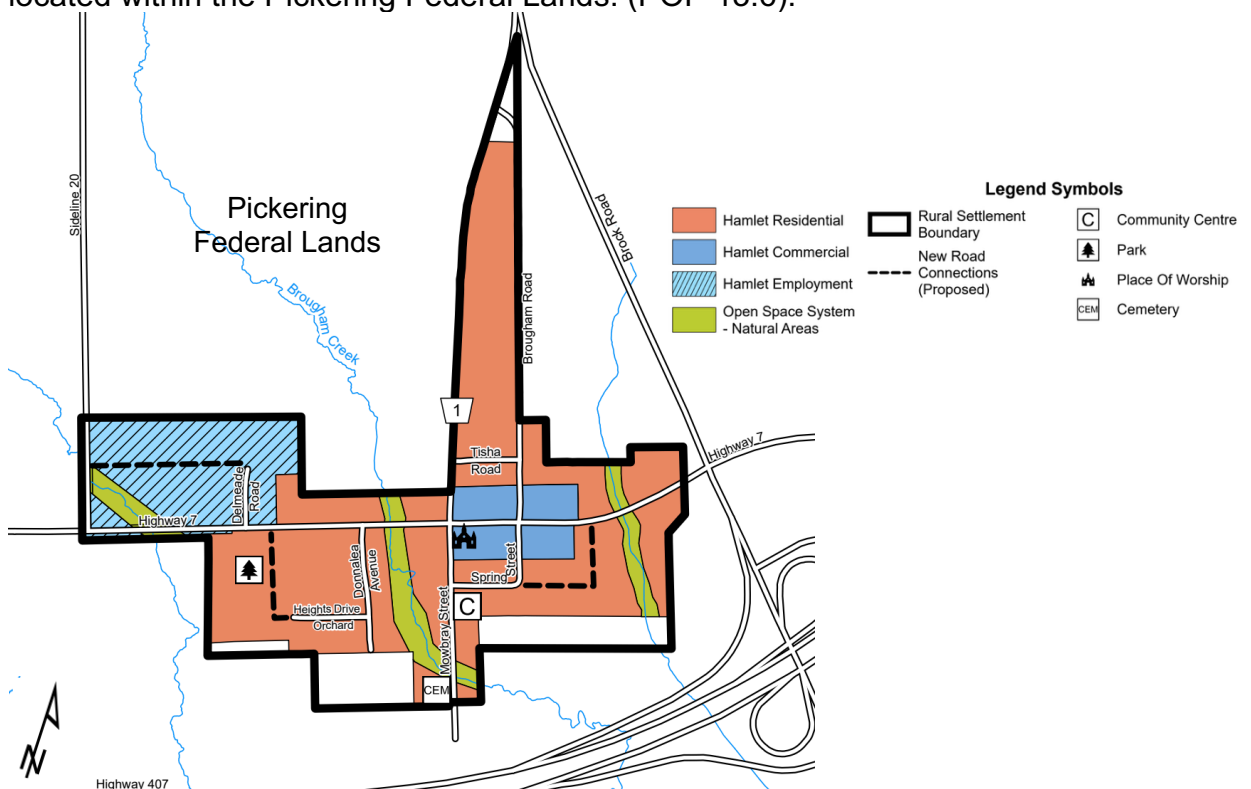 located within the Pickering Federal Lands. (POP 13.6).
Sideline 20
Pickering
Federal Lands
Brougham Creek
Brock Road
Brougham Road
1
Tisha
Road
Highway 7
Delmeade
Road
Highway 7
Donnalea
Avenue
Spring
Street
Heights Drive
Orchard
C
Mowbray Street
CEM
N
Highway 407
Legend Symbols
Hamlet Residential
Hamlet Commercial
Hamlet Employment
Open Space System
- Natural Areas
Rural Settlement
Boundary
New Road
Connections
(Proposed)
C Community Centre
Park
Place Of Worship
CEM Cemetery